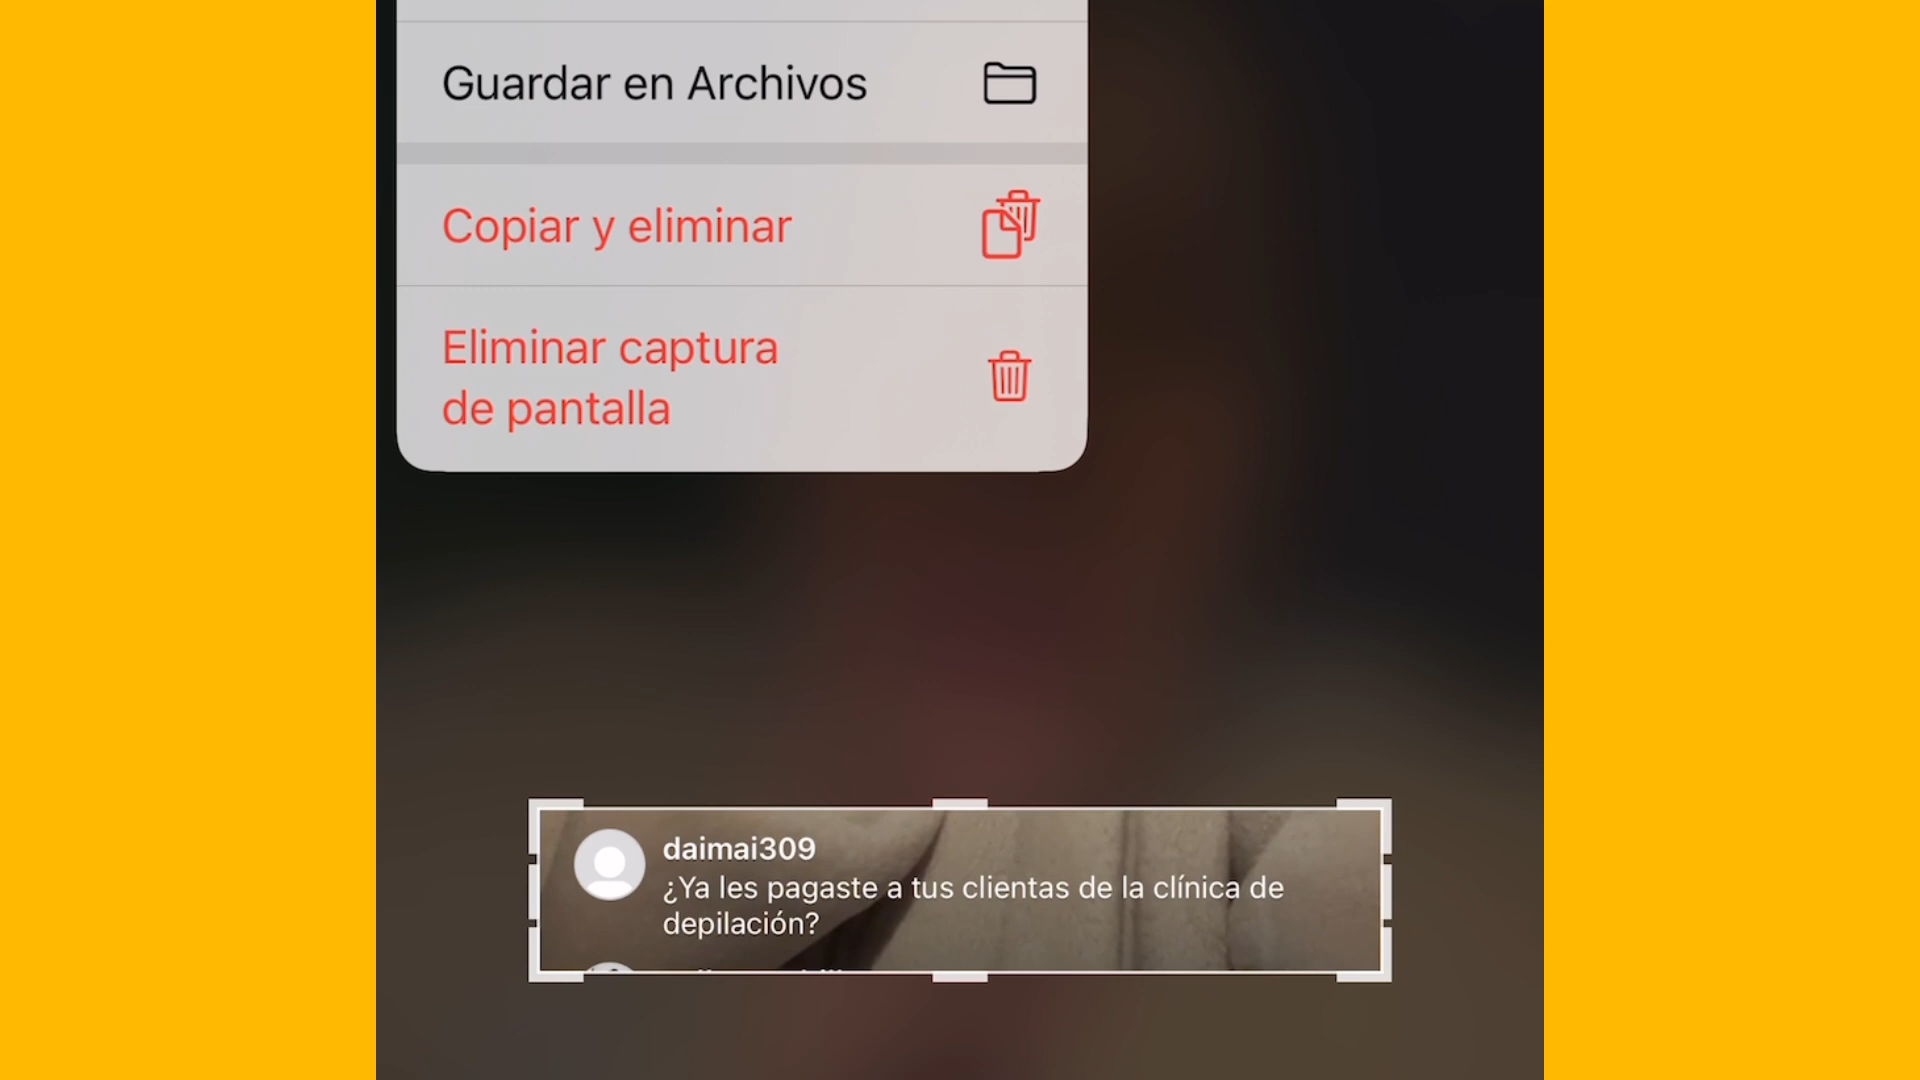 Guardar en Archivos
Copiar y eliminar
Eliminar captura
de pantalla
daimai309
¿Ya les pagaste a tus clientas de la clínica de
depilación?